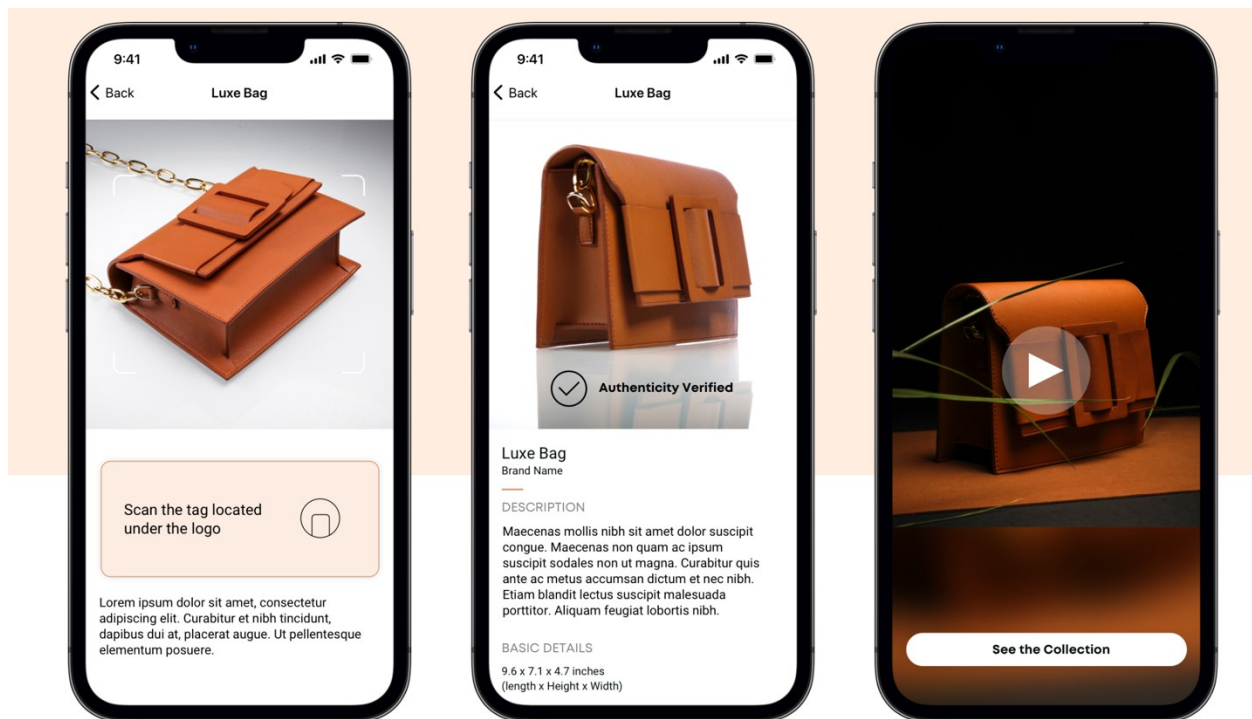 9:41
Back
Luxe Bag
Scan the tag located
under the logo
Lorem ipsum dolor sit amet, consectetur
adipiscing elit. Curabitur et nibh tincidunt,
dapibus dui at, placerat augue. Ut pellentesque
elementum posuere.
9:41
Back
Luxe Bag
Authenticity Verified
Luxe Bag
Brand Name
DESCRIPTION
Maecenas mollis nibh sit amet dolor suscipit
congue. Maecenas non quam ac ipsum
suscipit sodales non ut magna. Curabitur quis
ante ac metus accumsan dictum et nec nibh.
Etiam blandit lectus suscipit malesuada
porttitor. Aliquam feugiat lobortis nibh.
BASIC DETAILS
9.6 x 7.1 x 4.7 inches
(length x Height x Width)
See the Collection